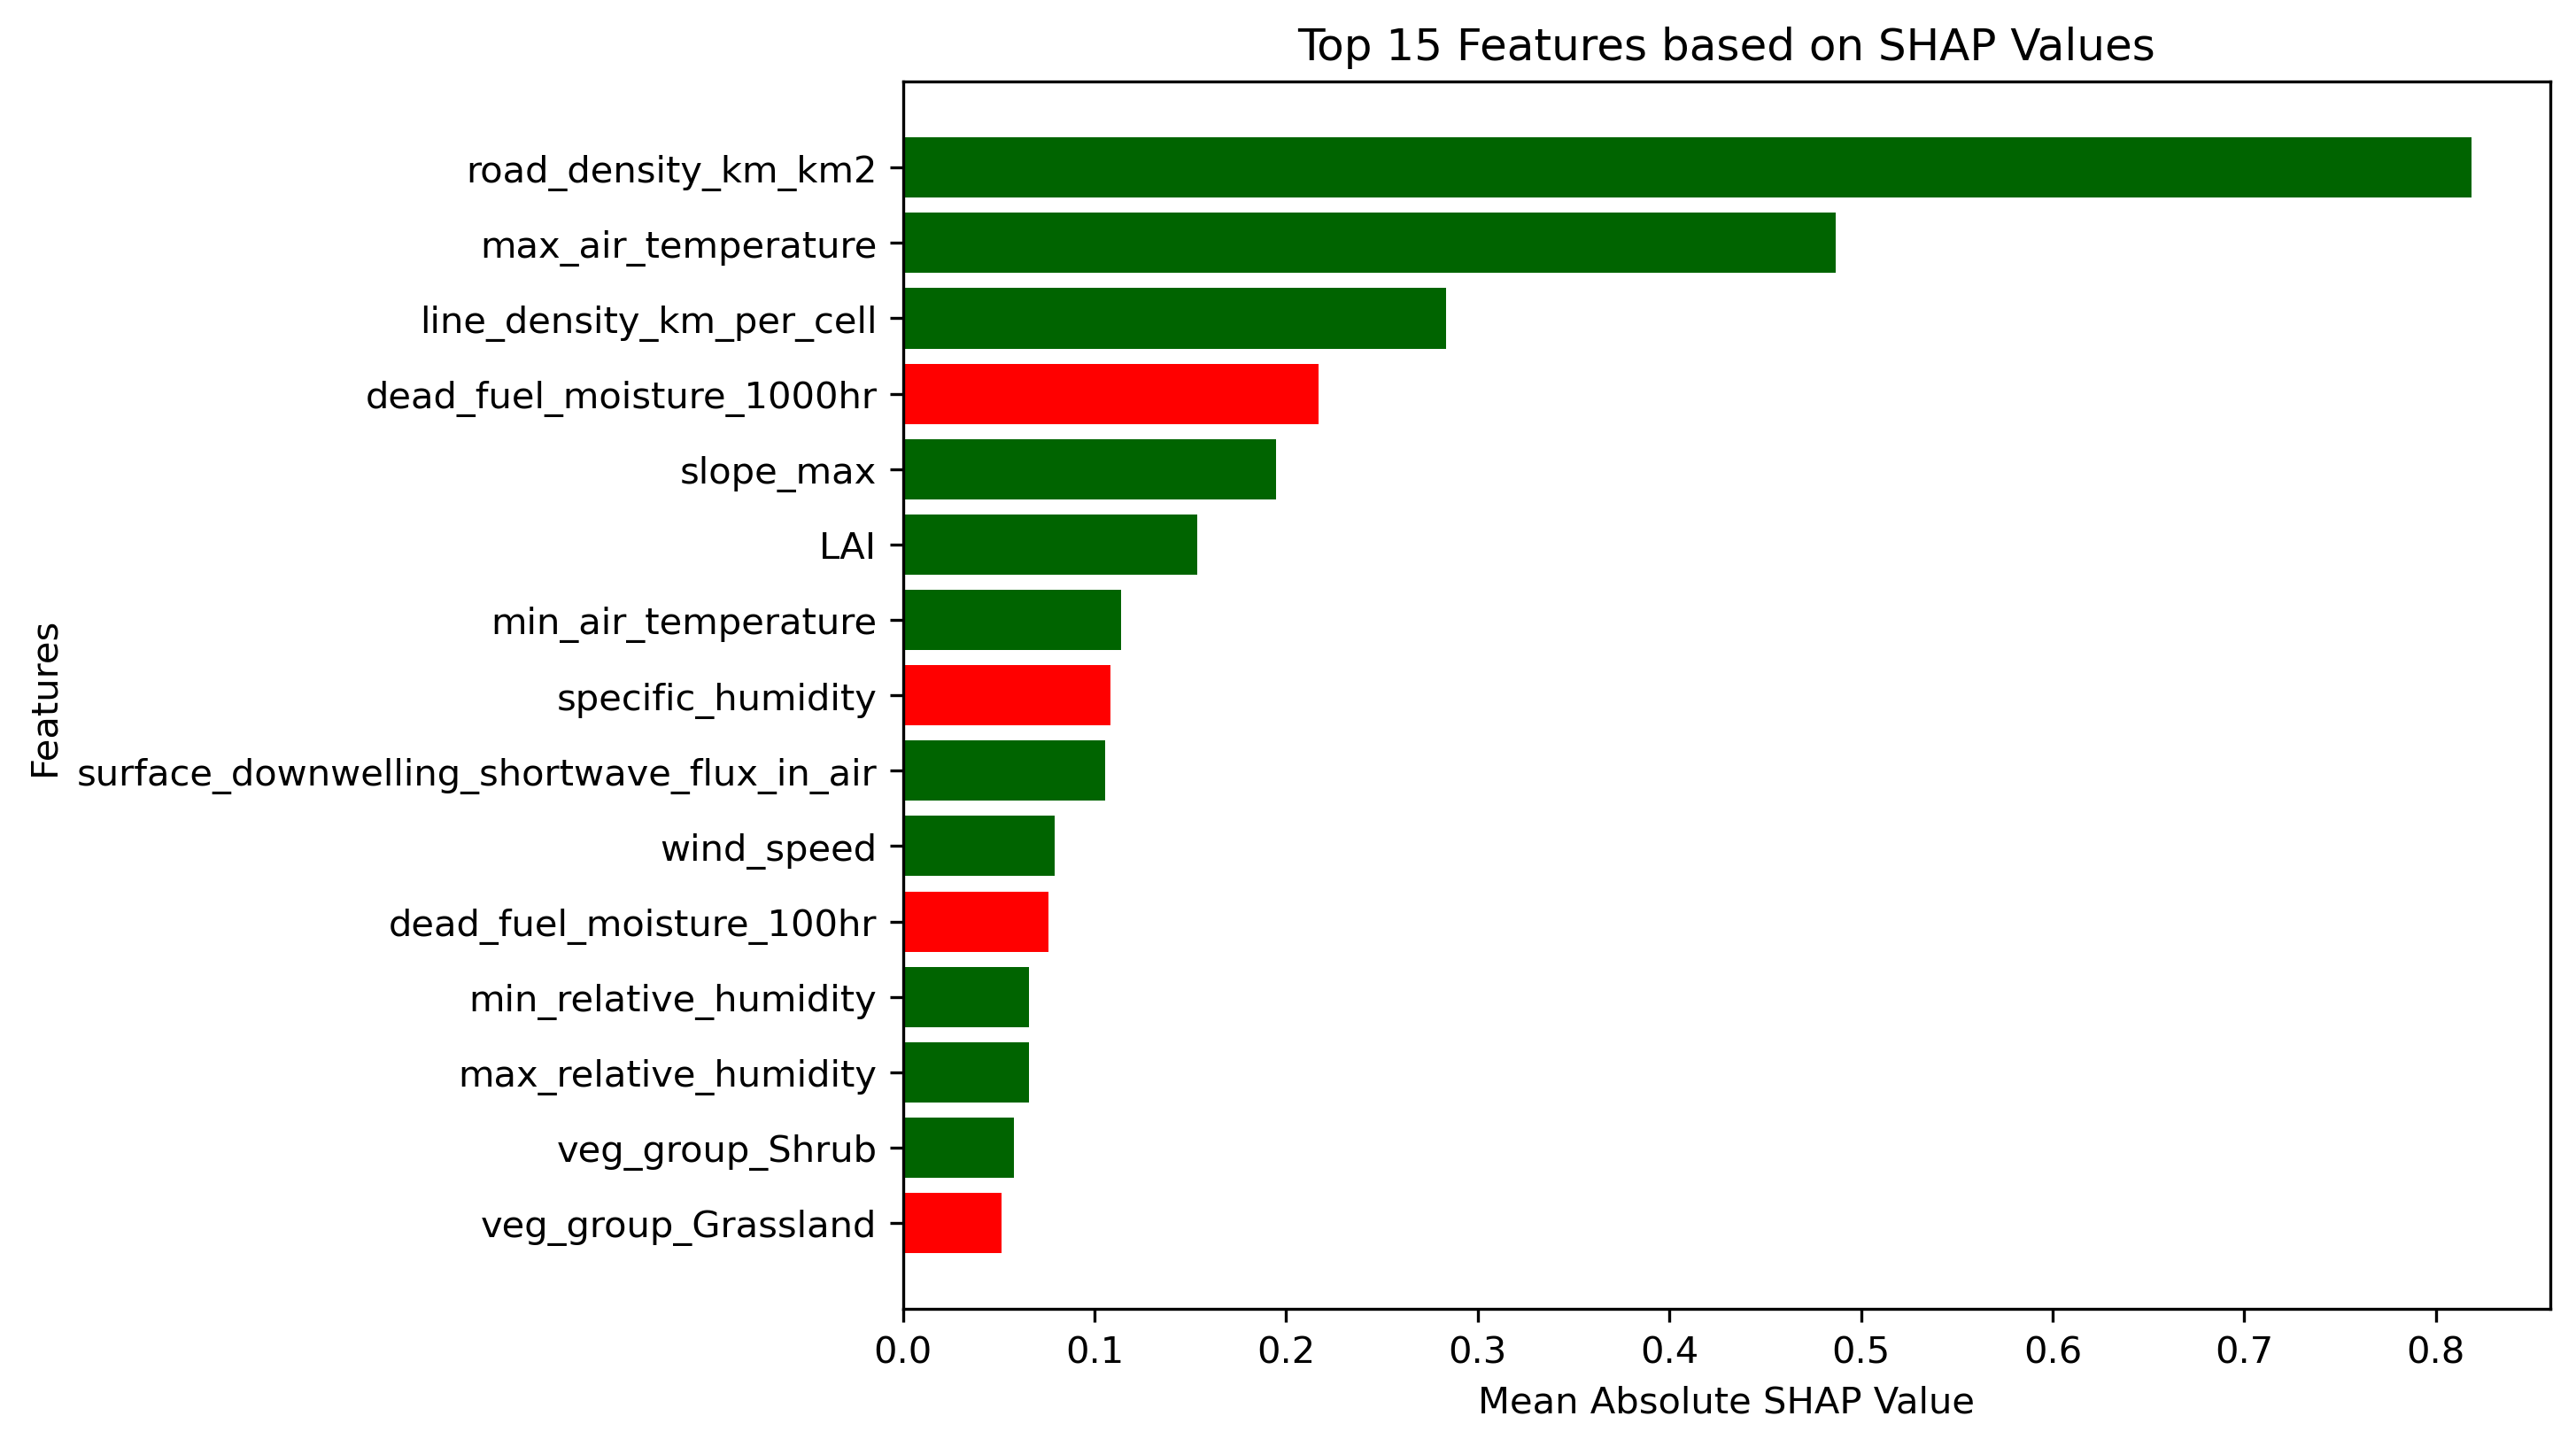 Top 15 Features based on SHAP Values
Features
road_density_km_km2
max_air_temperature
line_density_km_per_cell
dead_fuel_moisture_1000hr
slope_max
LAI
min_air_temperature
specific_humidity
surface_downwelling_shortwave_flux_in_air
wind_speed
dead_fuel_moisture_100hr
min_relative_humidity
max_relative_humidity
veg_group_Shrub
veg_group_Grassland
0.0 0.1 0.2 0.3 0.4 0.5 0.6 0.7 0.8
Mean Absolute SHAP Value